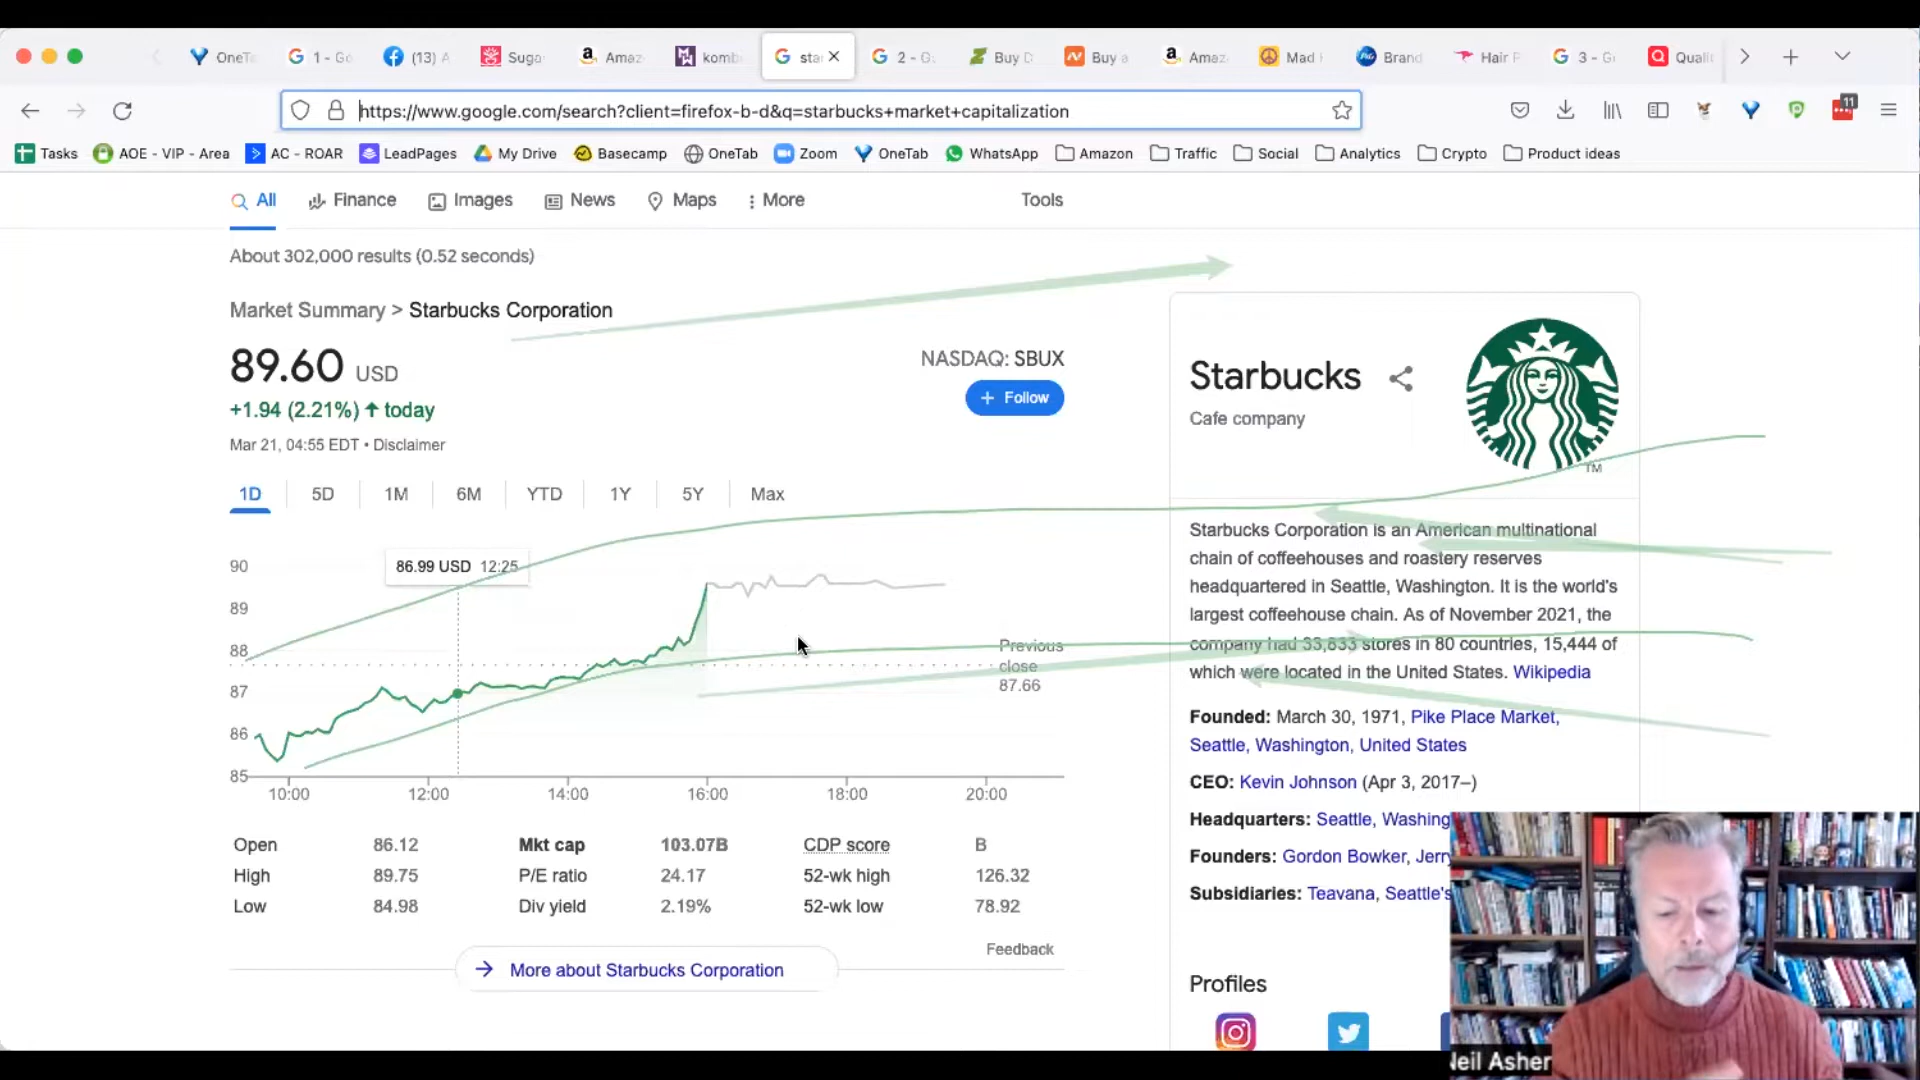 OneT
1 - Go
(13) A
Suga
Amaz
komb
sta
2 - G
Buy D
Buy a
Amaz
Mad
Brand
Hair P
3 - G
Qualit
https://www.google.com/search?client=firefox-b-d&q=starbucks+market+capitalization
11
Tasks
AOE - VIP - Area
AC - ROAR
LeadPages
My Drive
Basecamp
OneTab
Zoom
OneTab
WhatsApp
Amazon
Traffic
Social
Analytics
Crypto
Product ideas
All
Finance
Images
News
Maps
More
Tools
About 302,000 results (0.52 seconds)
Market Summary > Starbucks Corporation
89.60 USD
+1.94 (2.21%) ↑ today
Mar 21, 04:55 EDT • Disclaimer
NASDAQ: SBUX
+ Follow
1D
5D
1M
6M
YTD
1Y
5Y
Max
86.99 USD 12:25
90
89
88
87
86
85
Previous
close
87.66
10:00
12:00
14:00
16:00
18:00
20:00
Open 86.12
High 89.75
Low 84.98
Mkt cap 103.07B
P/E ratio 24.17
Div yield 2.19%
CDP score B
52-wk high 126.32
52-wk low 78.92
Feedback
More about Starbucks Corporation
Starbucks
Cafe company
TM
Starbucks Corporation is an American multinational
chain of coffeehouses and roastery reserves
headquartered in Seattle, Washington. It is the world's
largest coffeehouse chain. As of November 2021, the
company had 33,833 stores in 80 countries, 15,444 of
which were located in the United States. Wikipedia
Founded: March 30, 1971, Pike Place Market,
Seattle, Washington, United States
CEO: Kevin Johnson (Apr 3, 2017–)
Headquarters: Seattle, Washing
Founders: Gordon Bowker, Jerry
Subsidiaries: Teavana, Seattle's
Profiles
Neil Asher